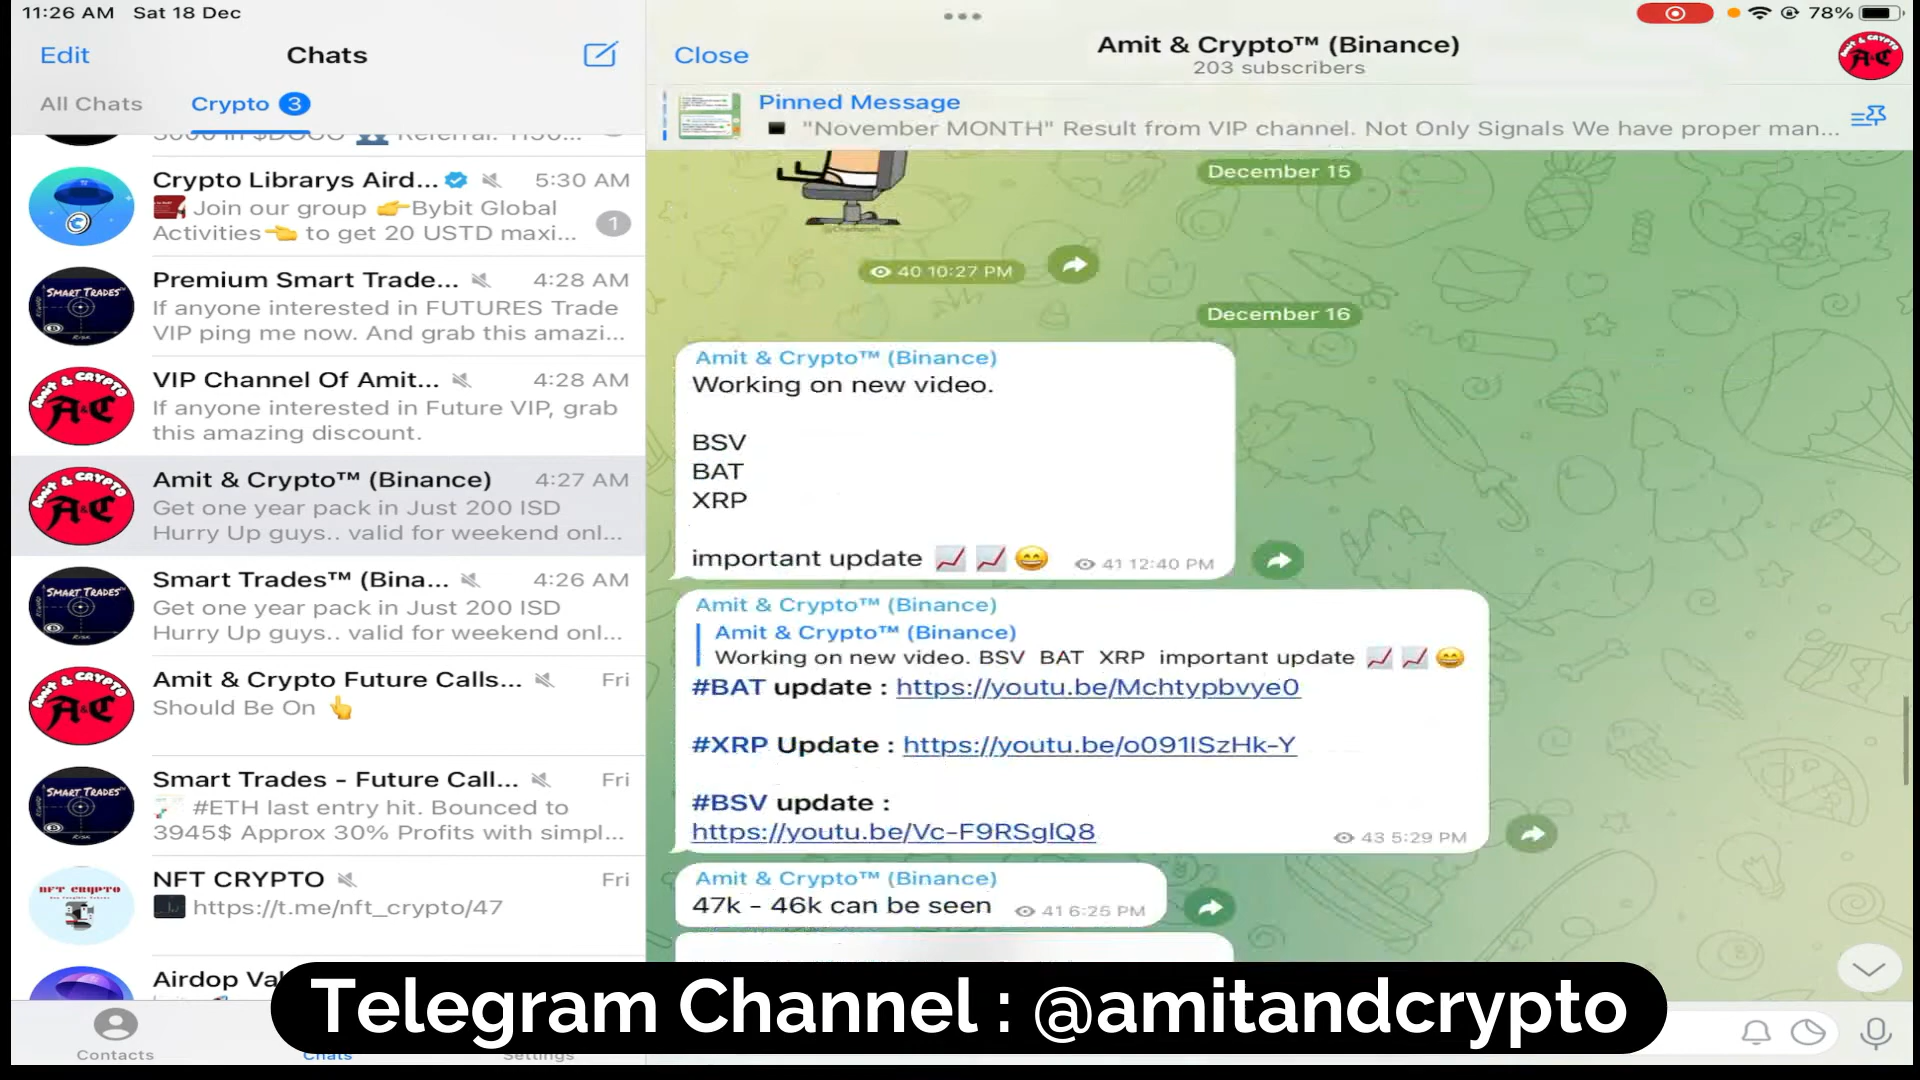 11:26 AM Sat 18 Dec
78%
Edit
Chats
All Chats
Crypto 3
Crypto Librarys Aird... 5:30 AM
Join our group 👉Bybit Global
Activities👈 to get 20 USTD maxi...
1
Premium Smart Trade... 4:28 AM
If anyone interested in FUTURES Trade
VIP ping me now. And grab this amazi...
VIP Channel Of Amit... 4:28 AM
If anyone interested in Future VIP, grab
this amazing discount.
Amit & Crypto™ (Binance) 4:27 AM
Get one year pack in Just 200 ISD
Hurry Up guys.. valid for weekend onl...
Smart Trades™ (Bina... 4:26 AM
Get one year pack in Just 200 ISD
Hurry Up guys.. valid for weekend onl...
Amit & Crypto Future Calls... Fri
Should Be On 👆
Smart Trades - Future Call... Fri
#ETH last entry hit. Bounced to
3945$ Approx 30% Profits with simpl...
NFT CRYPTO Fri
https://t.me/nft_crypto/47
Airdop Va
Contacts
Chats
Settings
Close
Amit & Crypto™ (Binance)
203 subscribers
AMIT & CRYPTO
A&C
Pinned Message
"November MONTH" Result from VIP channel. Not Only Signals We have proper man...
December 15
40 10:27 PM
December 16
Amit & Crypto™ (Binance)
Working on new video.
BSV
BAT
XRP
important update 📈 📈 😄 41 12:40 PM
Amit & Crypto™ (Binance)
Amit & Crypto™ (Binance)
Working on new video. BSV BAT XRP important update 📈 📈 😄
#BAT update : https://youtu.be/Mchtypbvye0
#XRP Update : https://youtu.be/o091lSzHk-Y
#BSV update :
https://youtu.be/Vc-F9RSglQ8 43 5:29 PM
Amit & Crypto™ (Binance)
47k - 46k can be seen 41 6:25 PM
Telegram Channel : @amitandcrypto